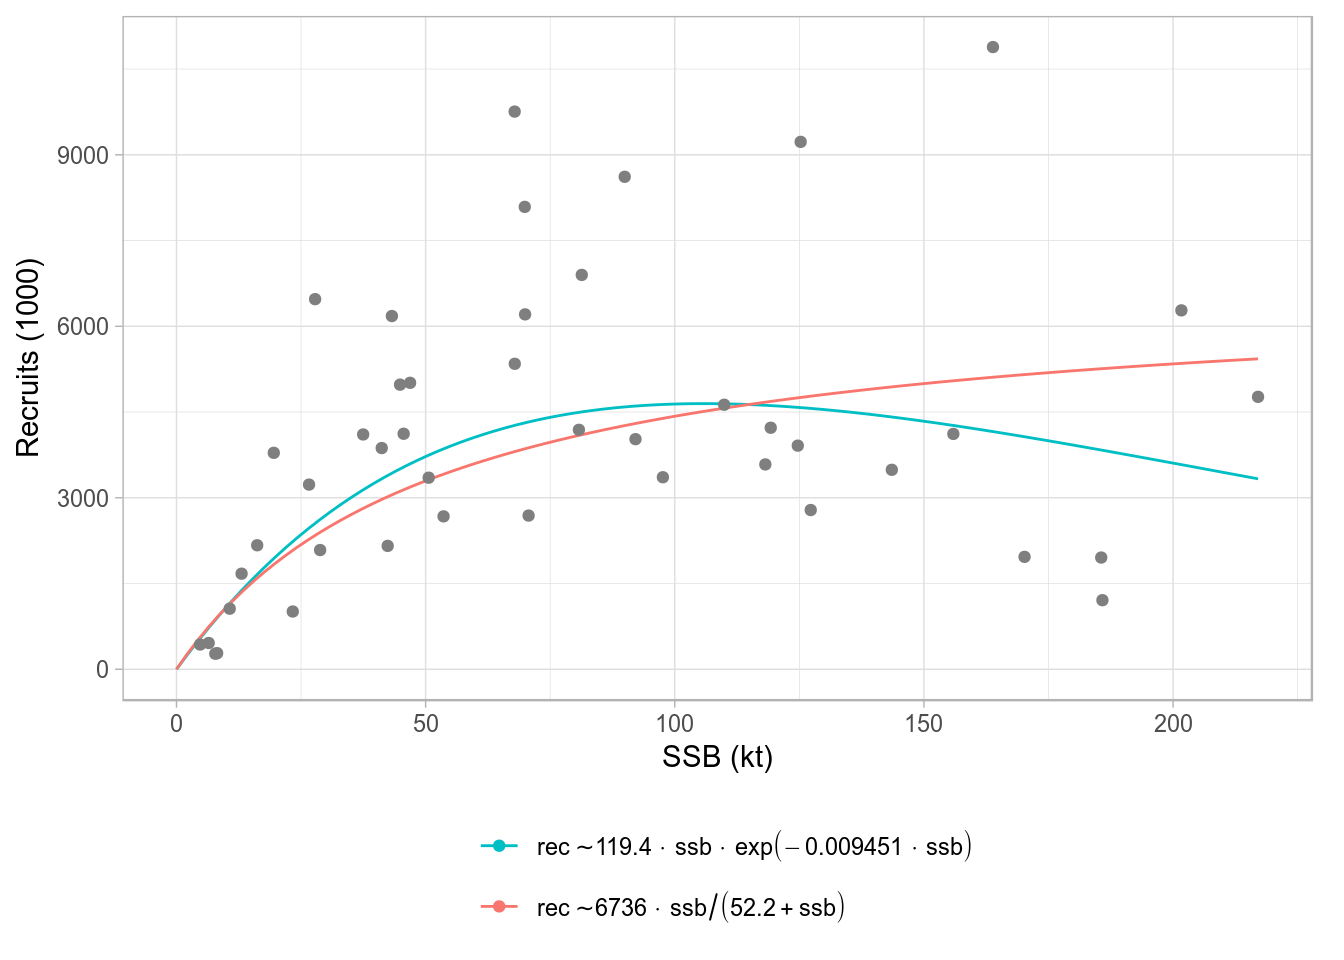 9000
6000
3000
0
Recruits (1000)
0 50 100 150 200
SSB (kt)
rec ~119.4 · ssb · exp(− 0.009451 · ssb)
rec ~6736 · ssb/(52.2 + ssb)